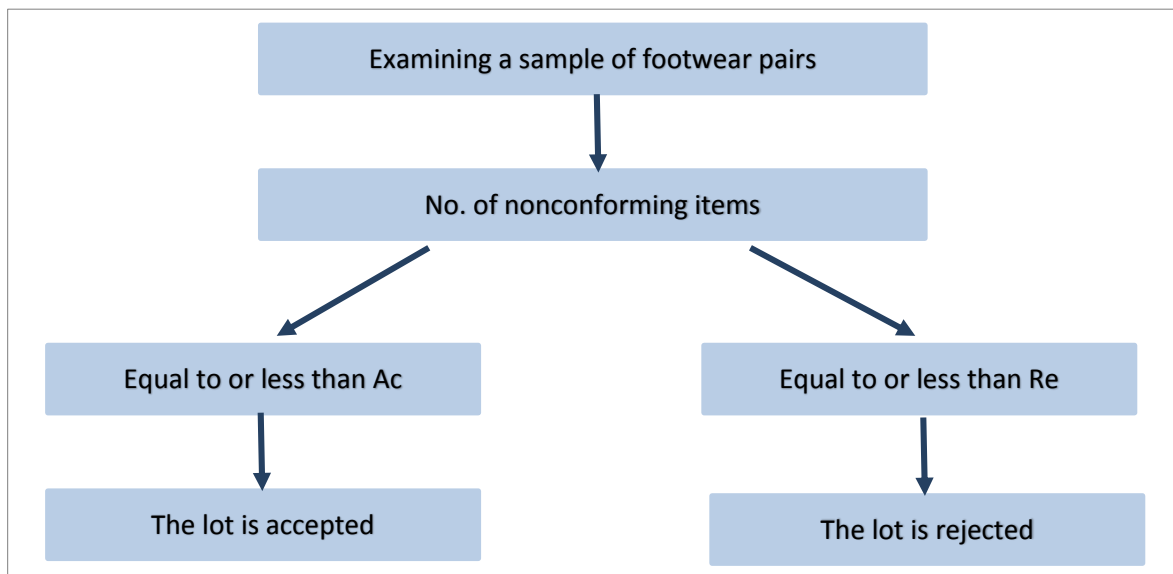 Examining a sample of footwear pairs
No. of nonconforming items
Equal to or less than Ac
Equal to or less than Re
The lot is accepted
The lot is rejected